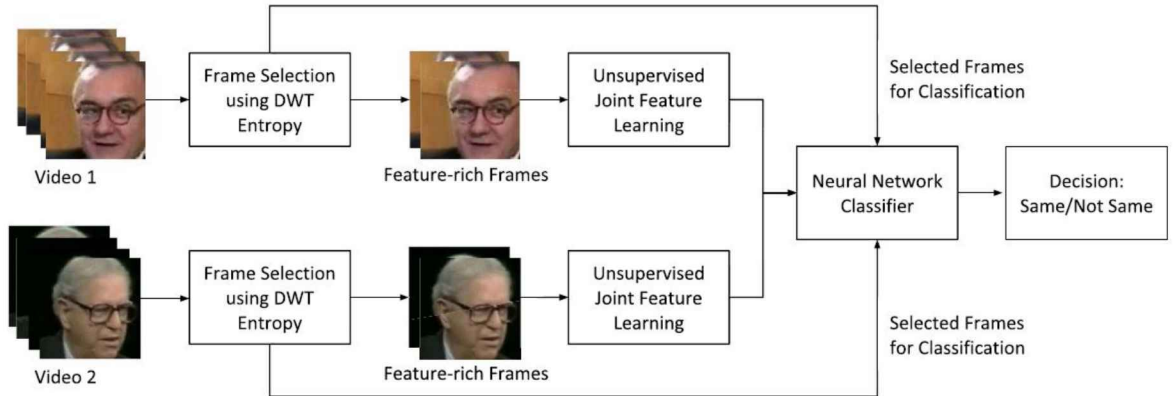 Frame Selection
using DWT
Entropy
Unsupervised
Joint Feature
Learning
Selected Frames
for Classification
Video 1
Feature-rich Frames
Neural Network
Classifier
Decision:
Same/Not Same
Frame Selection
using DWT
Entropy
Unsupervised
Joint Feature
Learning
Selected Frames
for Classification
Video 2
Feature-rich Frames